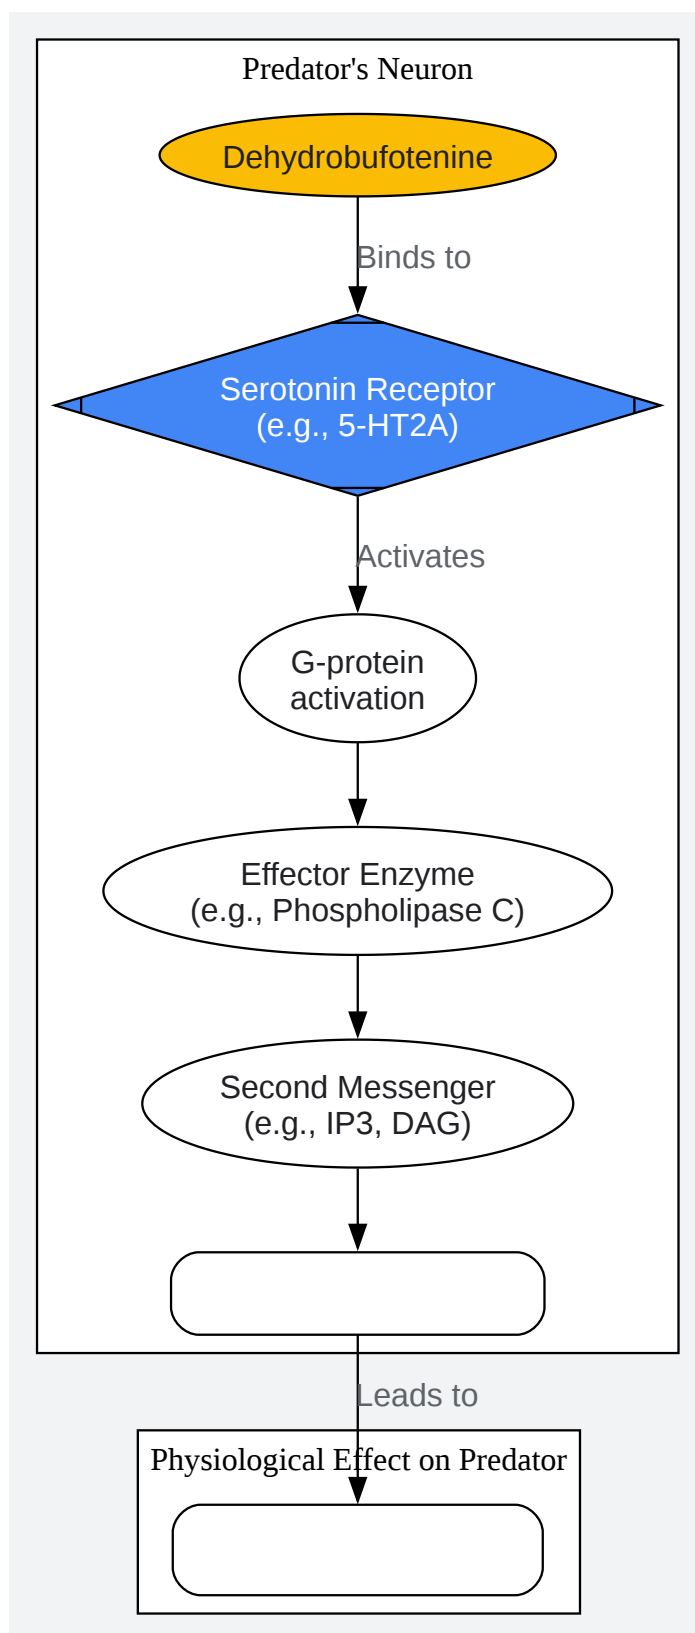 Predator's Neuron
Dehydrobufotenine
Binds to
Serotonin Receptor
(e.g., 5-HT2A)
Activates
G-protein
activation
Effector Enzyme
(e.g., Phospholipase C)
Second Messenger
(e.g., IP3, DAG)
Leads to
Physiological Effect on Predator